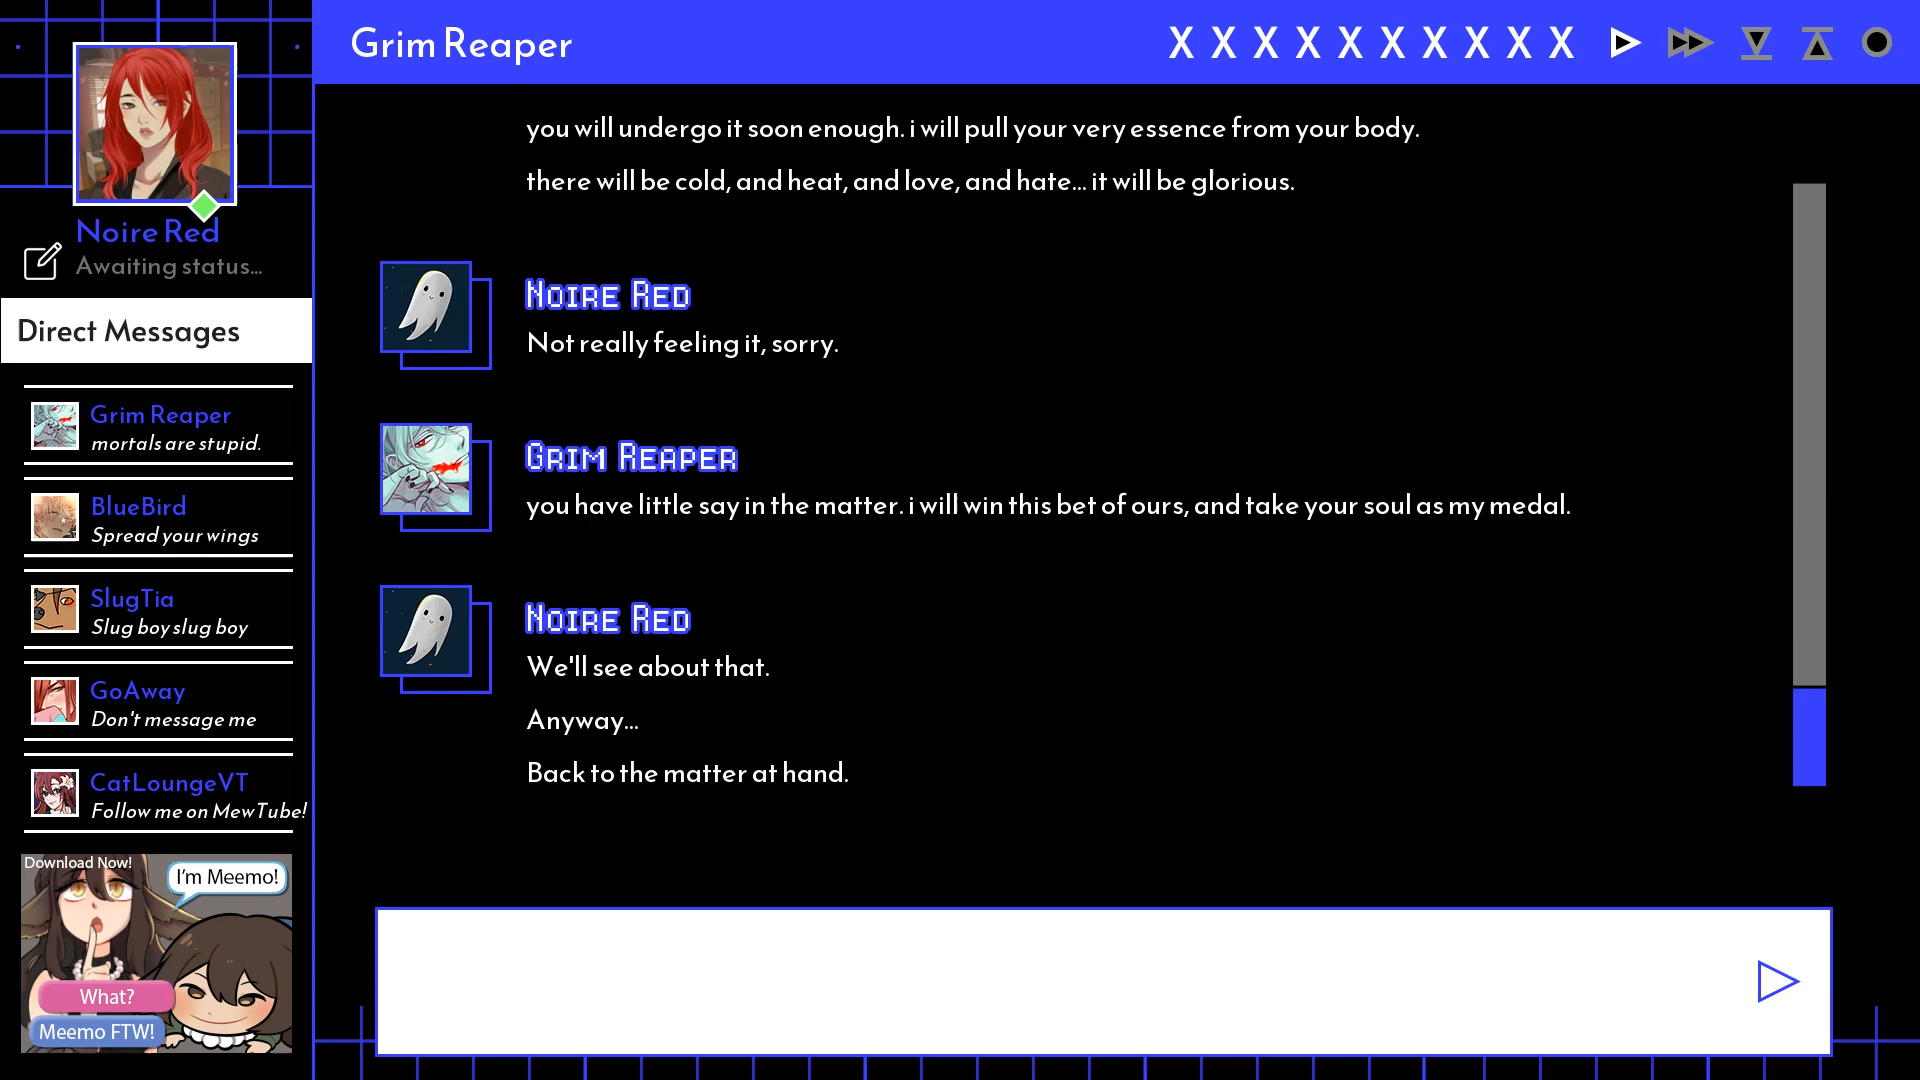 Grim Reaper
X X X X X X X X X X
Noire Red
Awaiting status...
Direct Messages
Grim Reaper
mortals are stupid.
BlueBird
Spread your wings
SlugTia
Slug boy slug boy
GoAway
Don't message me
CatLoungeVT
Follow me on MewTube!
Download Now!
I'm Meemo!
What?
Meemo FTW!
you will undergo it soon enough. i will pull your very essence from your body.
there will be cold, and heat, and love, and hate... it will be glorious.
Noire Red
Not really feeling it, sorry.
Grim Reaper
you have little say in the matter. i will win this bet of ours, and take your soul as my medal.
Noire Red
We'll see about that.
Anyway...
Back to the matter at hand.